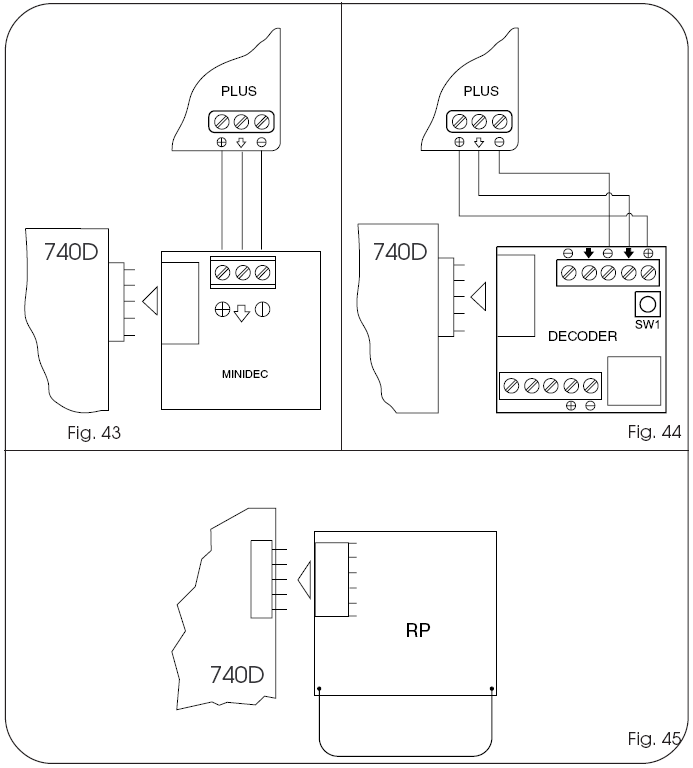 PLUS
740D
MINIDEC
Fig. 43
PLUS
740D
SW1
DECODER
Fig. 44
RP
740D
Fig. 45